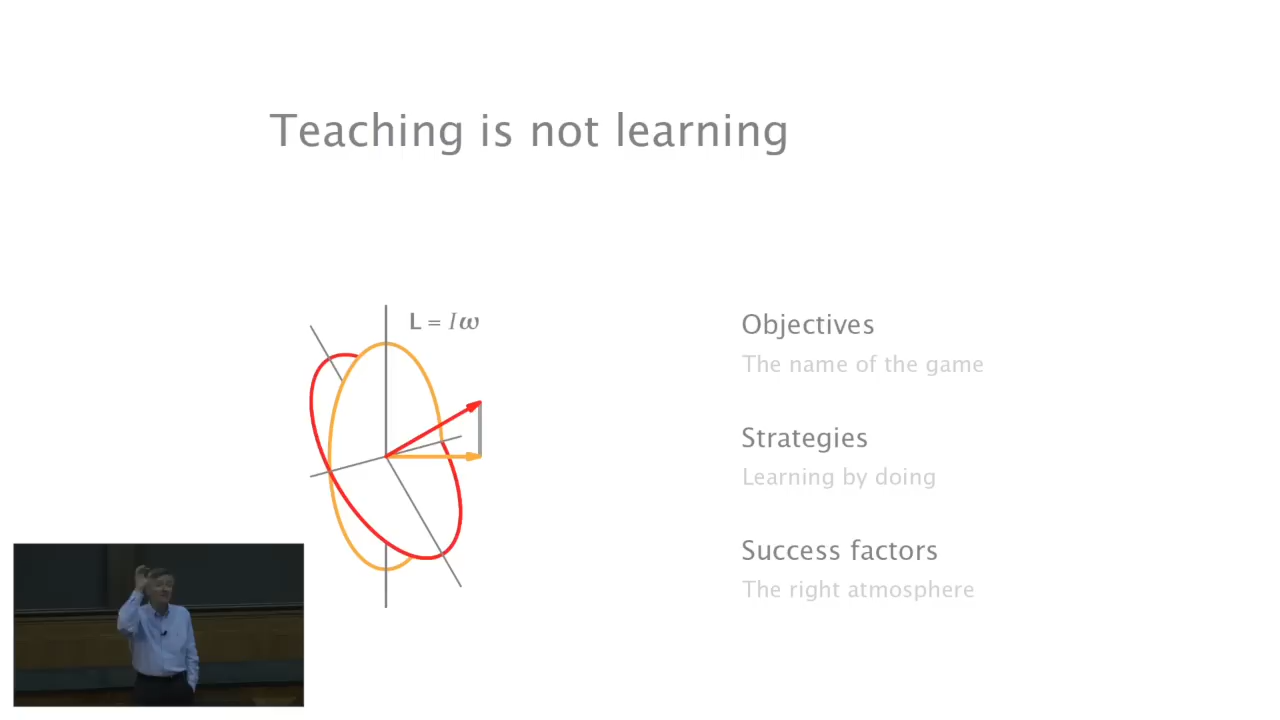 Teaching is not learning
L = Iω
Objectives
The name of the game
Strategies
Learning by doing
Success factors
The right atmosphere